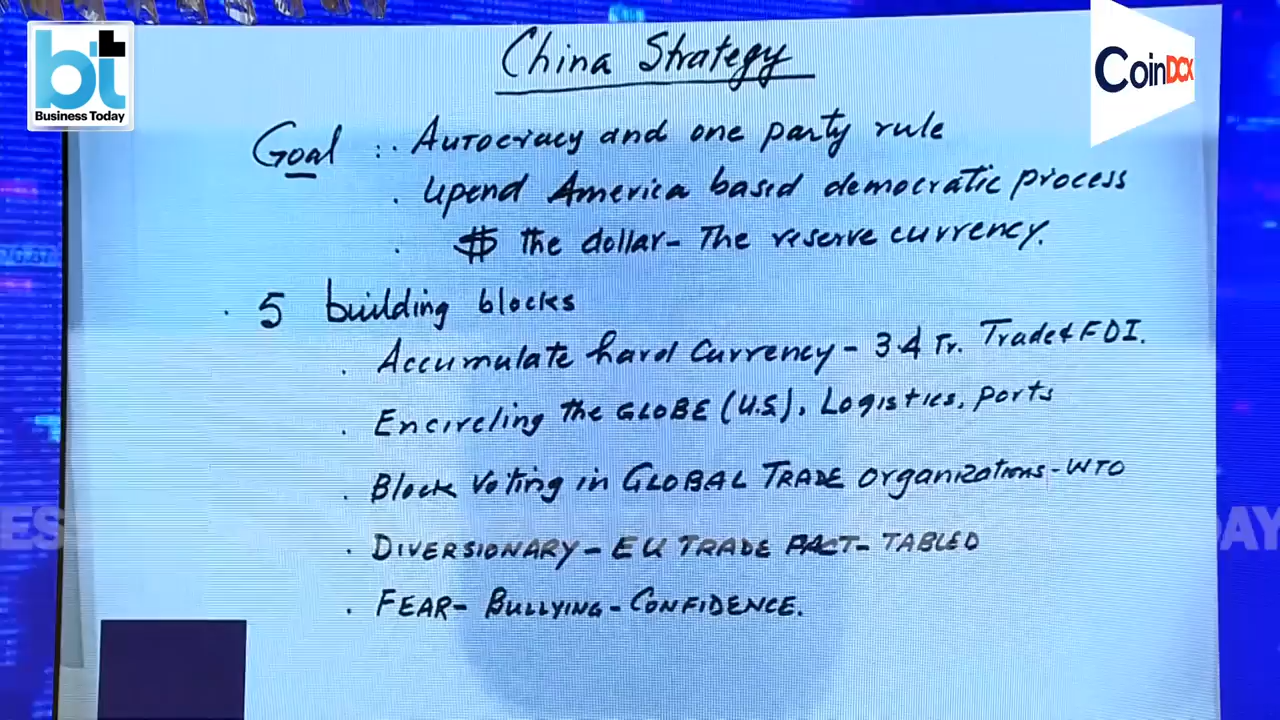 bt
Business Today
CoinDCX
China Strategy
Goal :. Autocracy and one party rule
. Upend America based democratic process
. $ the dollar - The reserve currency.
. 5 building blocks
. Accumulate hard Currency - 3.4 Tr. Trade & FDI.
. Encircling the GLOBE (U.S), Logistics, Ports
. Block Voting in GLOBAL TRADE Organizations - WTO
. DIVERSIONARY - EU TRADE PACT - TABLED
. FEAR - BULLYING - CONFIDENCE.
ES
DAY